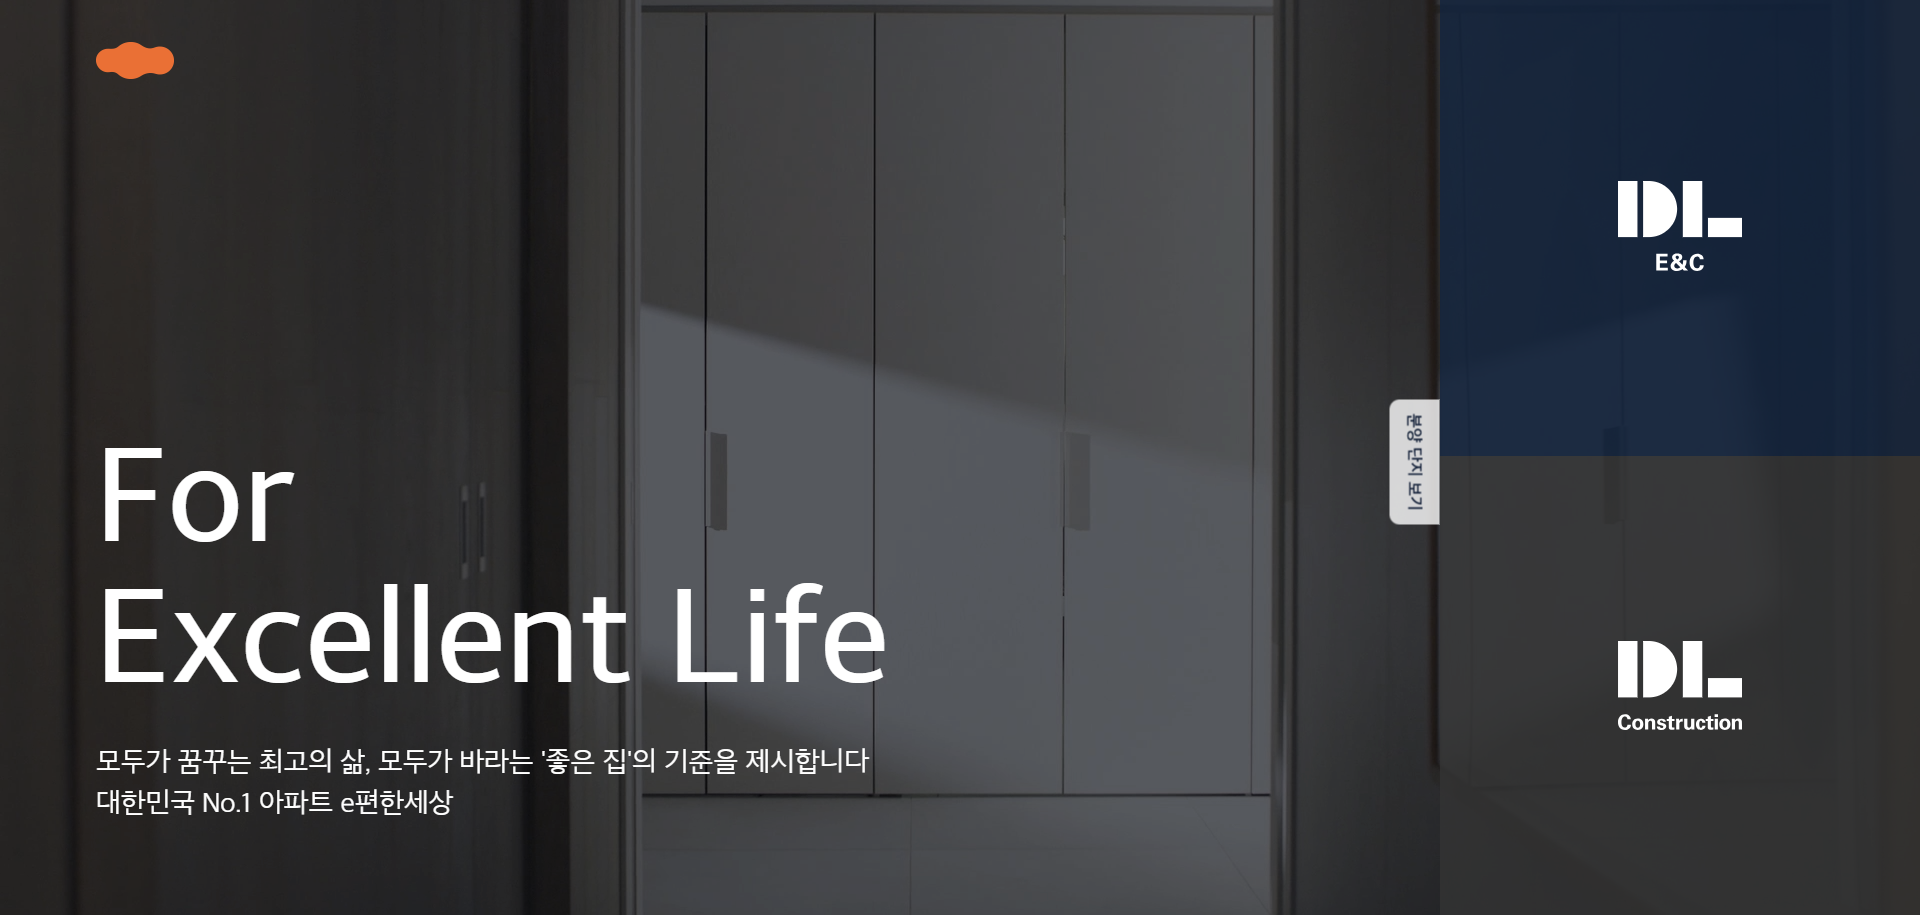 For
Excellent Life
모두가 꿈꾸는 최고의 삶, 모두가 바라는 '좋은 집'의 기준을 제시합니다
대한민국 No.1 아파트 e편한세상
분양 단지 보기
DL
E&C
DL
Construction